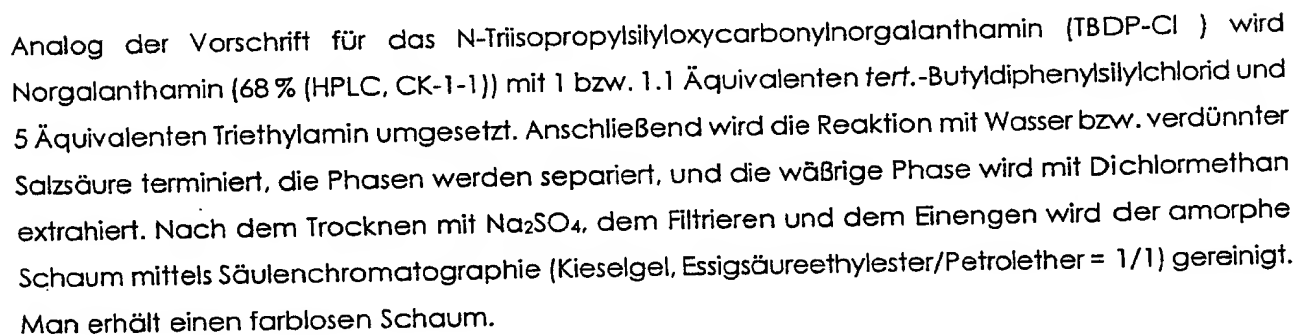 Analog der Vorschrift für das N-Triisopropylsilyloxycarbonylnorgalanthamin (TBDP-Cl ) wird
Norgalanthamin (68 % (HPLC, CK-1-1)) mit 1 bzw. 1.1 Äquivalenten tert.-Butyldiphenylsilylchlorid und
5 Äquivalenten Triethylamin umgesetzt. Anschließend wird die Reaktion mit Wasser bzw. verdünnter
Salzsäure terminiert, die Phasen werden separiert, und die wäßrige Phase wird mit Dichlormethan
extrahiert. Nach dem Trocknen mit Na₂SO₄, dem Filtrieren und dem Einengen wird der amorphe
Schaum mittels Säulenchromatographie (Kieselgel, Essigsäureethylester/Petrolether = 1/1) gereinigt.
Man erhält einen farblosen Schaum.